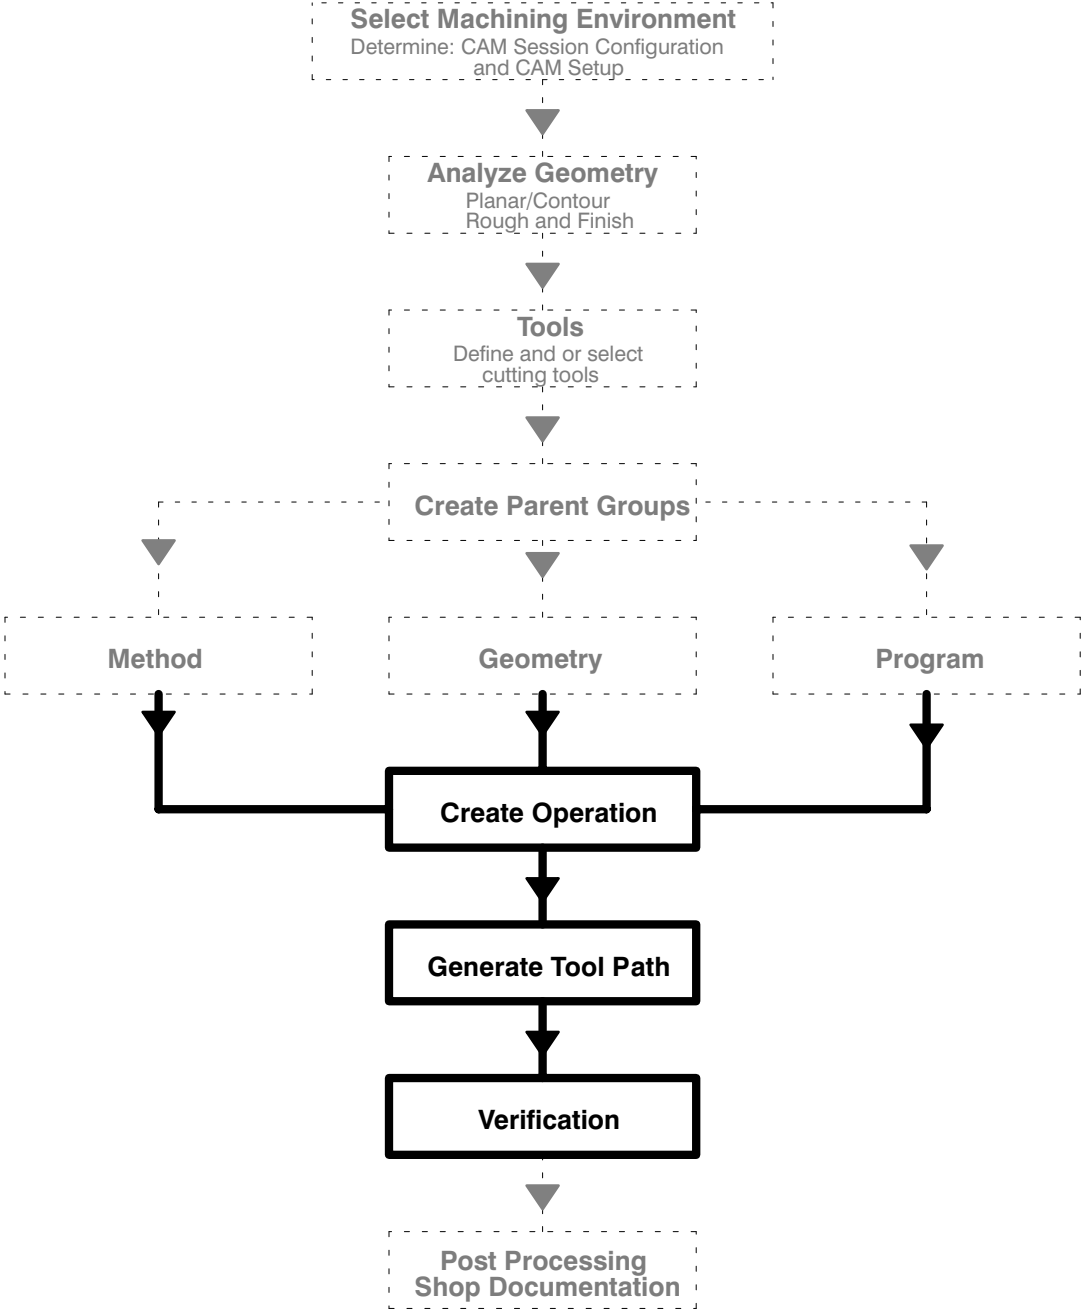 Select Machining Environment
Determine: CAM Session Configuration
and CAM Setup
Analyze Geometry
Planar/Contour
Rough and Finish
Tools
Define and or select
cutting tools
Create Parent Groups
Method
Geometry
Program
Create Operation
Generate Tool Path
Verification
Post Processing
Shop Documentation